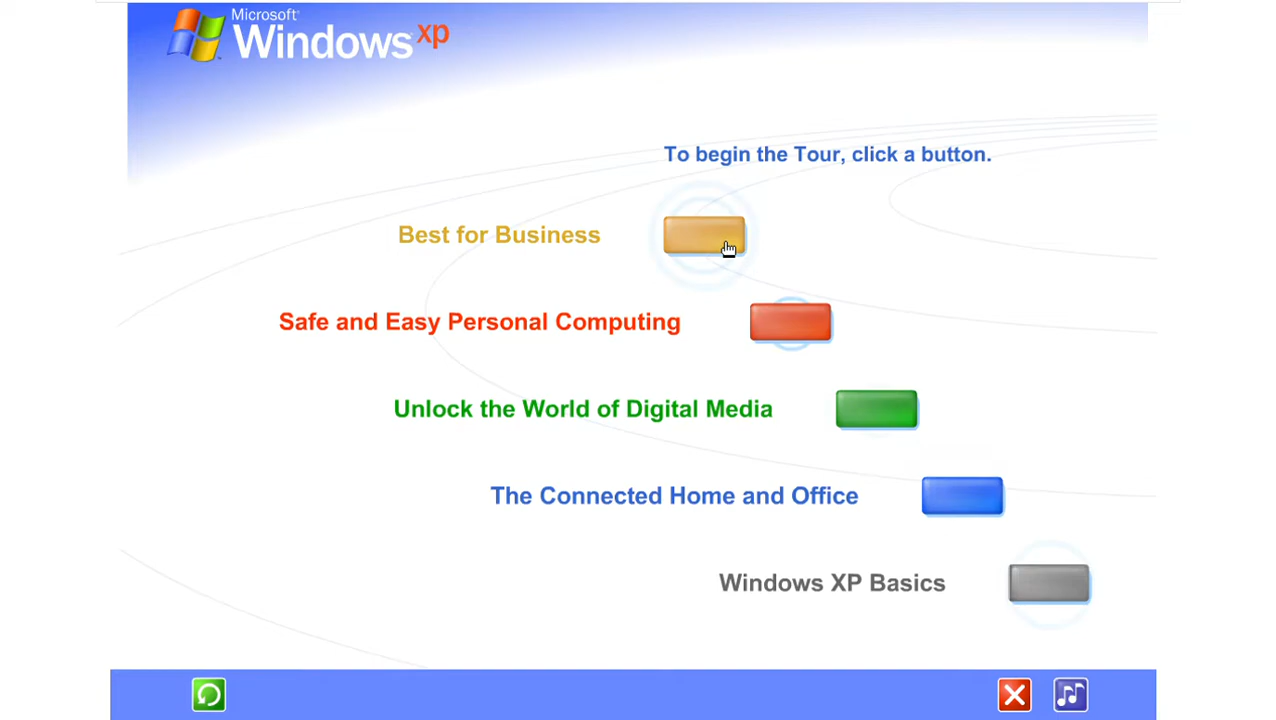 Microsoft®
Windows xp
To begin the Tour, click a button.
Best for Business
Safe and Easy Personal Computing
Unlock the World of Digital Media
The Connected Home and Office
Windows XP Basics